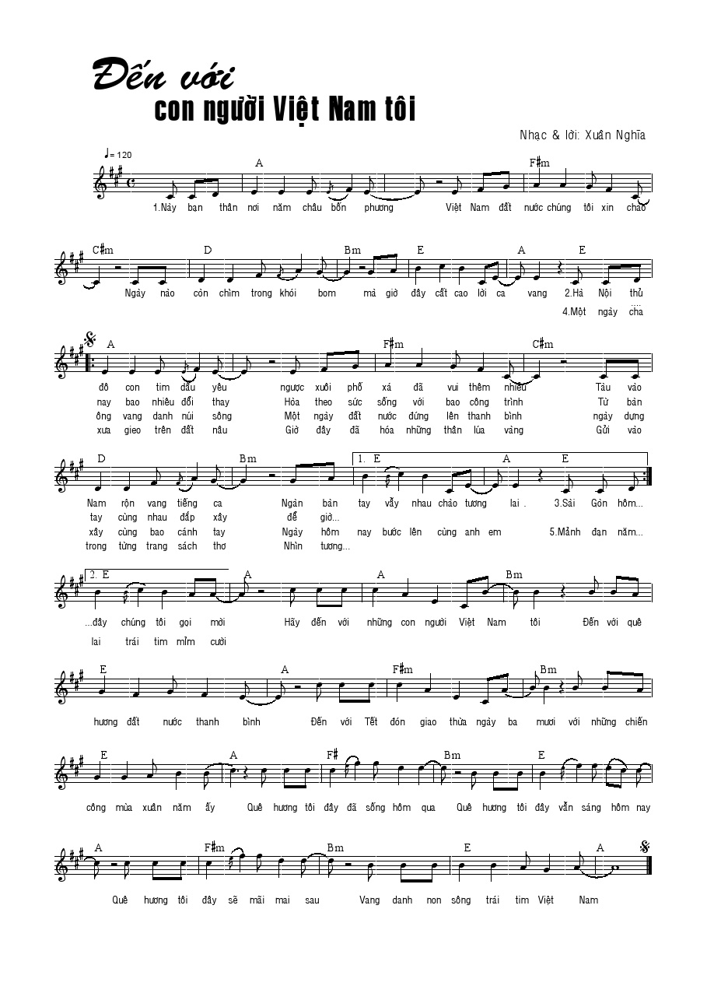 Đến với
con người Việt Nam tôi
Nhạc & lời: Xuân Nghĩa
♩= 120
A F#m
1.Này bạn thân nơi năm châu bốn phương Việt Nam đất nước chúng tôi xin chào
C#m D Bm E A E
Ngày nào còn chìm trong khói bom mà giờ đây cất cao lời ca vang 2.Hà Nội thủ
....
4.Một ngày cha
A F#m C#m
đô con tim dấu yêu ngược xuôi phố xá đã vui thêm nhiều Tàu vào
nay bao nhiêu đổi thay Hòa theo sức sống với bao công trình Từ bản
ông vang danh núi sông Một ngày đất nước đứng lên thanh bình ngày dựng
xưa gieo trên đất nâu Giờ đây đã hóa những thân lúa vàng Gửi vào
D Bm 1. E A E
Nam rộn vang tiếng ca Ngàn bàn tay vẫy nhau chào tương lai . 3.Sài Gòn hôm...
tay cùng nhau đắp xây để giờ...
xây cùng bao cánh tay Ngày hôm nay bước lên cùng anh em 5.Mảnh đạn năm...
trong từng trang sách thơ Nhìn tương...
2. E A A Bm
...đây chúng tôi gọi mời Hãy đến với những con người Việt Nam tôi Đến với quê
lai trái tim mỉm cười
E A F#m Bm
hương đất nước thanh bình Đến với Tết đón giao thừa ngày ba mươi với những chiến
E A F# Bm E
công mùa xuân năm ấy Quê hương tôi đây đã sống hôm qua Quê hương tôi đây vẫn sáng hôm nay
A F#m Bm E A
Quê hương tôi đây sẽ mãi mai sau Vang danh non sông trái tim Việt Nam